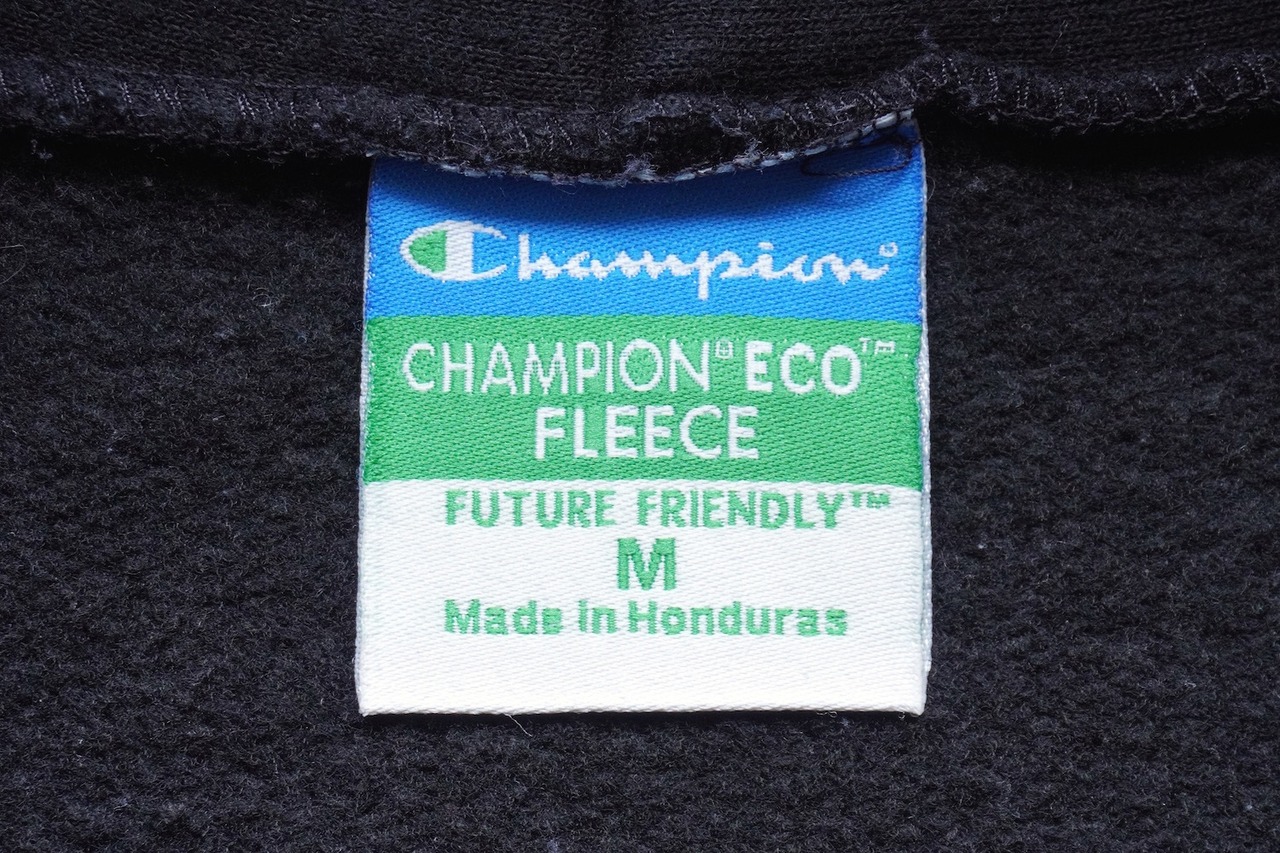 Champion
CHAMPION® ECO™
FLEECE
FUTURE FRIENDLY™
M
Made in Honduras